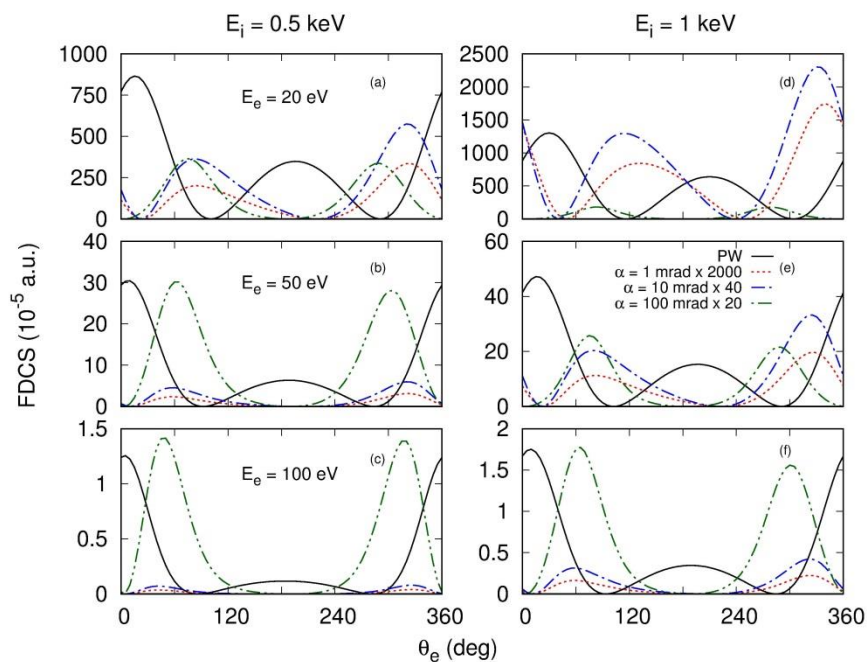 E_i = 0.5 keV
E_i = 1 keV
1000
750
500
250
0
(a)
E_e = 20 eV
2500
2000
1500
1000
500
0
(d)
40
30
20
10
0
(b)
E_e = 50 eV
60
40
20
0
PW
(e)
α = 1 mrad x 2000
α = 10 mrad x 40
α = 100 mrad x 20
1.5
1
0.5
0
(c)
E_e = 100 eV
2
1.5
1
0.5
0
(f)
0
120
240
360
0
120
240
360
FDCS (10^-5 a.u.)
θ_e (deg)